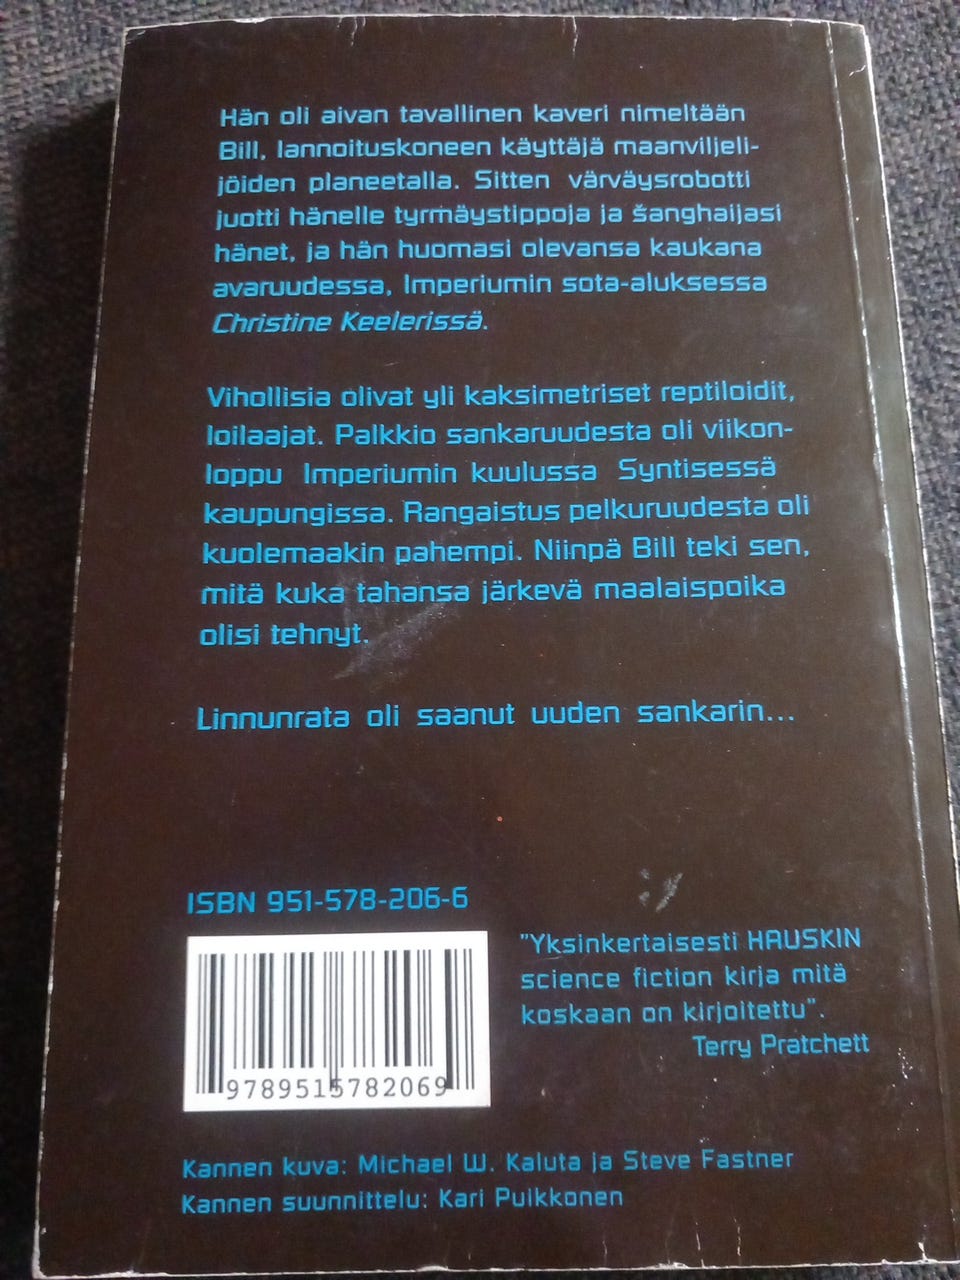 Hän oli aivan tavallinen kaveri nimeltään
Bill, lannoituskoneen käyttäjä maanviljeli-
jöiden planeetalla. Sitten värväysrobotti
juotti hänelle tyrmäystippoja ja šanghaijasi
hänet, ja hän huomasi olevansa kaukana
avaruudessa, Imperiumin sota-aluksessa
Christine Keelerissä.
Vihollisia olivat yli kaksimetriset reptiloidit,
loilaajat. Palkkio sankaruudesta oli viikon-
loppu Imperiumin kuulussa Syntisessä
kaupungissa. Rangaistus pelkuruudesta oli
kuolemaakin pahempi. Niinpä Bill teki sen,
mitä kuka tahansa järkevä maalaispoika
olisi tehnyt.
Linnunrata oli saanut uuden sankarin...
ISBN 951-578-206-6
9789515782069
"Yksinkertaisesti HAUSKIN
science fiction kirja mitä
koskaan on kirjoitettu".
Terry Pratchett
Kannen kuva: Michael W. Kaluta ja Steve Fastner
Kannen suunnittelu: Kari Puikkonen